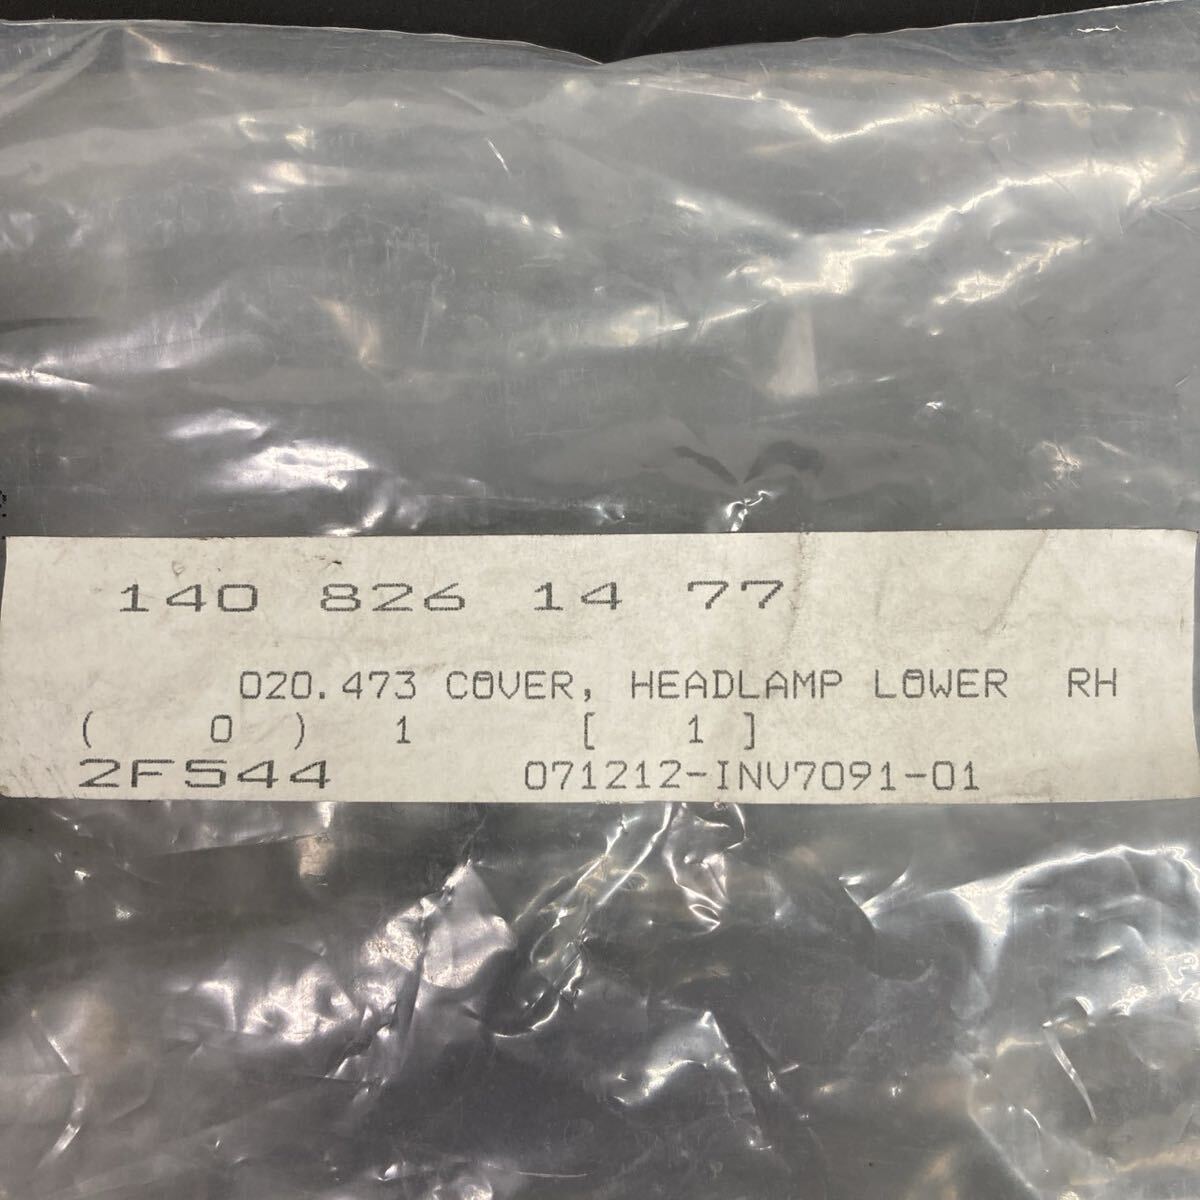 140 826 14 77
020.473 COVER, HEADLAMP LOWER RH
( 0 ) 1 [ 1 ]
2F544 071212-INV7091-01